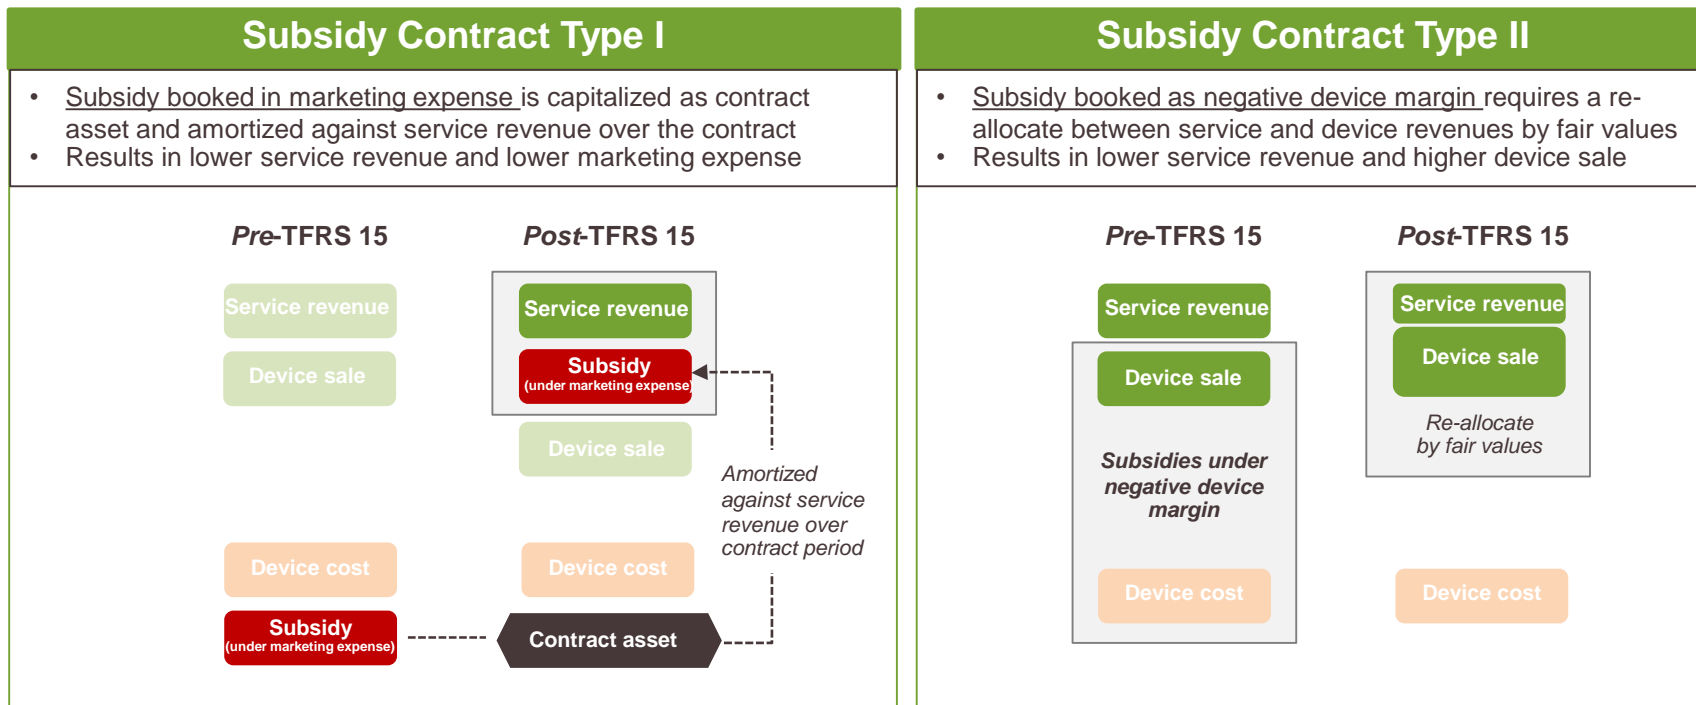 Subsidy Contract Type I
• Subsidy booked in marketing expense is capitalized as contract
asset and amortized against service revenue over the contract
• Results in lower service revenue and lower marketing expense
Pre-TFRS 15
Post-TFRS 15
Service revenue
Device sale
Device cost
Subsidy
(under marketing expense)
Service revenue
Subsidy
(under marketing expense)
Device sale
Device cost
Contract asset
Amortized
against service
revenue over
contract period
Subsidy Contract Type II
• Subsidy booked as negative device margin requires a re-
allocate between service and device revenues by fair values
• Results in lower service revenue and higher device sale
Pre-TFRS 15
Post-TFRS 15
Service revenue
Device sale
Subsidies under
negative device
margin
Device cost
Service revenue
Device sale
Re-allocate
by fair values
Device cost